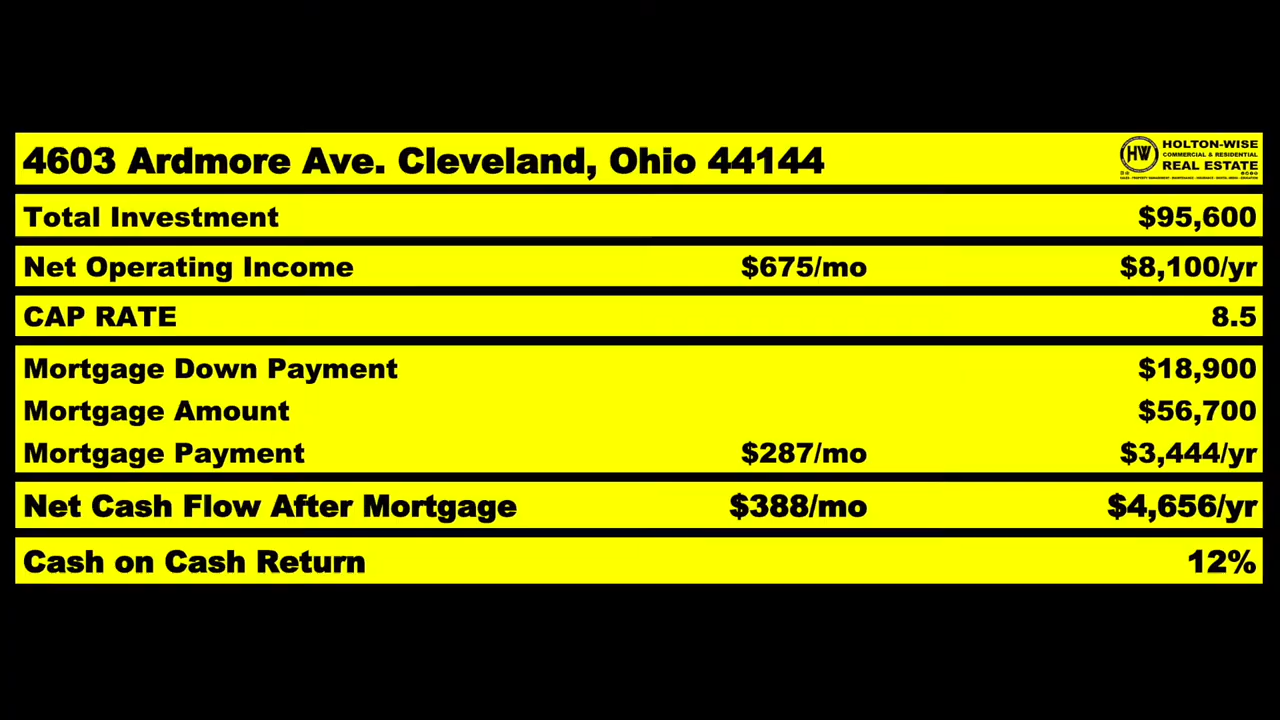 4603 Ardmore Ave. Cleveland, Ohio 44144
HW
HOLTON-WISE
COMMERCIAL & RESIDENTIAL
REAL ESTATE
Total Investment $95,600
Net Operating Income $675/mo $8,100/yr
CAP RATE 8.5
Mortgage Down Payment $18,900
Mortgage Amount $56,700
Mortgage Payment $287/mo $3,444/yr
Net Cash Flow After Mortgage $388/mo $4,656/yr
Cash on Cash Return 12%